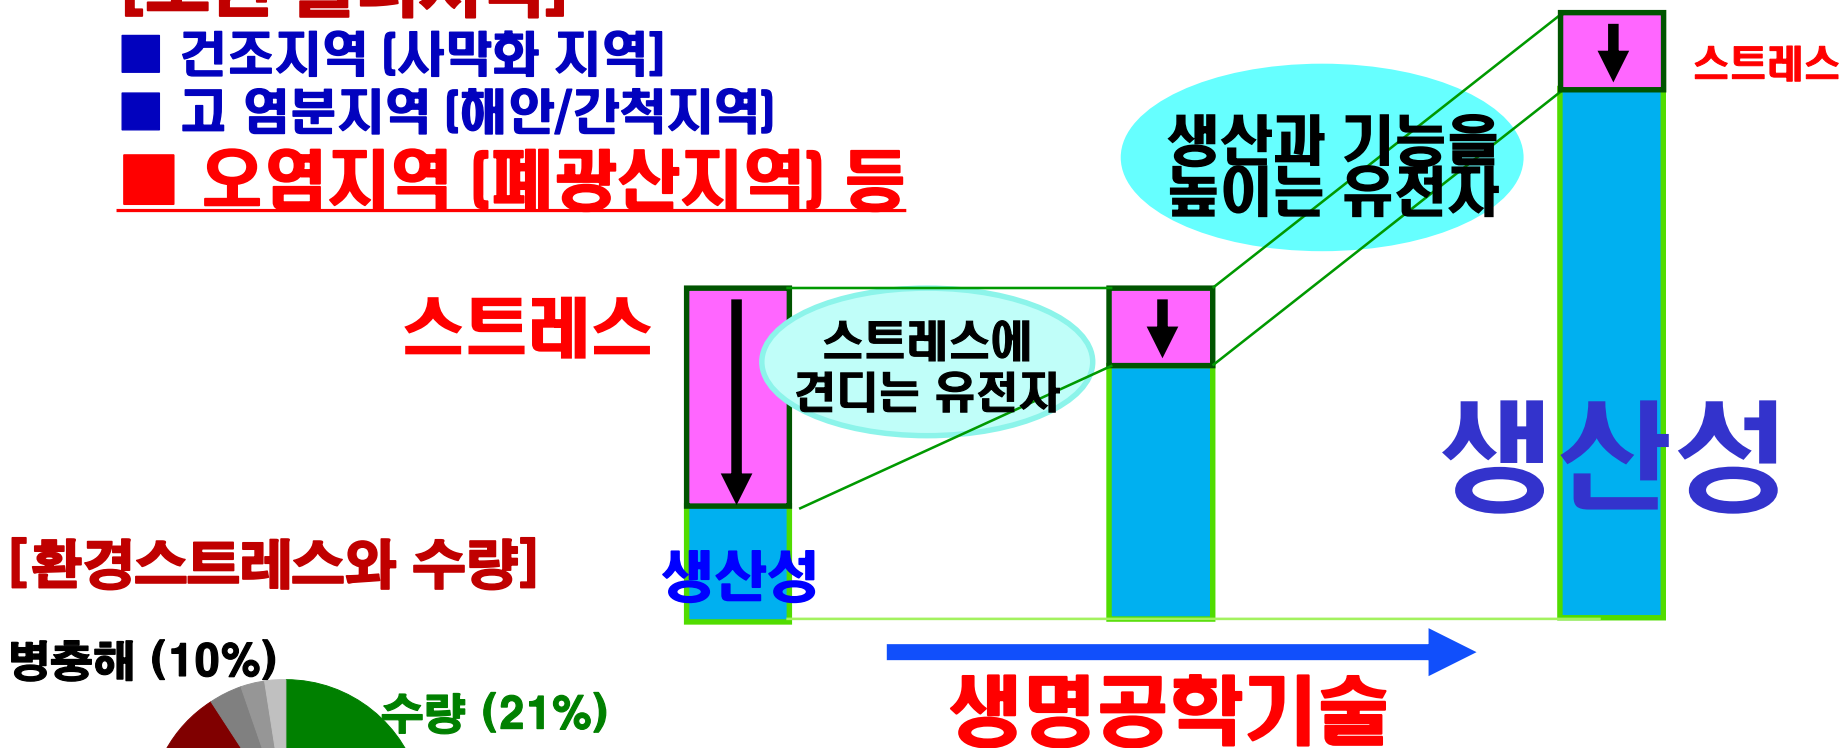 ■ 건조지역 (사막화 지역)
■ 고 염분지역 (해안/간척지역)
■ 오염지역 (폐광산지역) 등
스트레스
생산과 기능을
높이는 유전자
스트레스
스트레스에
견디는 유전자
생산성
생산성
[환경스트레스와 수량]
병충해 (10%)
수량 (21%)
생명공학기술